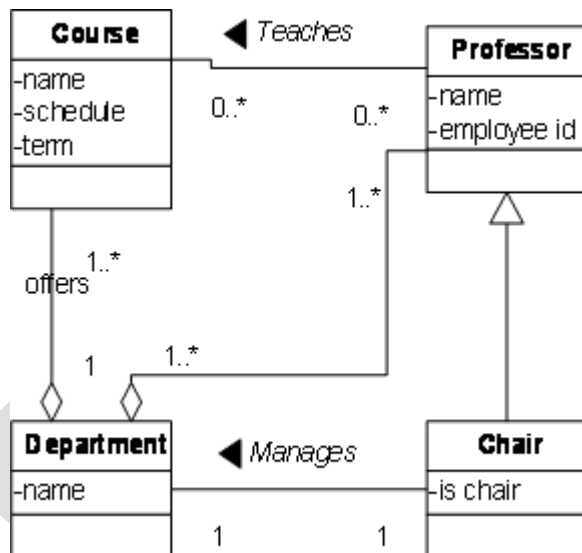 Course
-name
-schedule
-term
Teaches
Professor
-name
-employee id
0..*
0..*
1..*
1..*
offers
1
1..*
Department
-name
Manages
Chair
-is chair
1
1